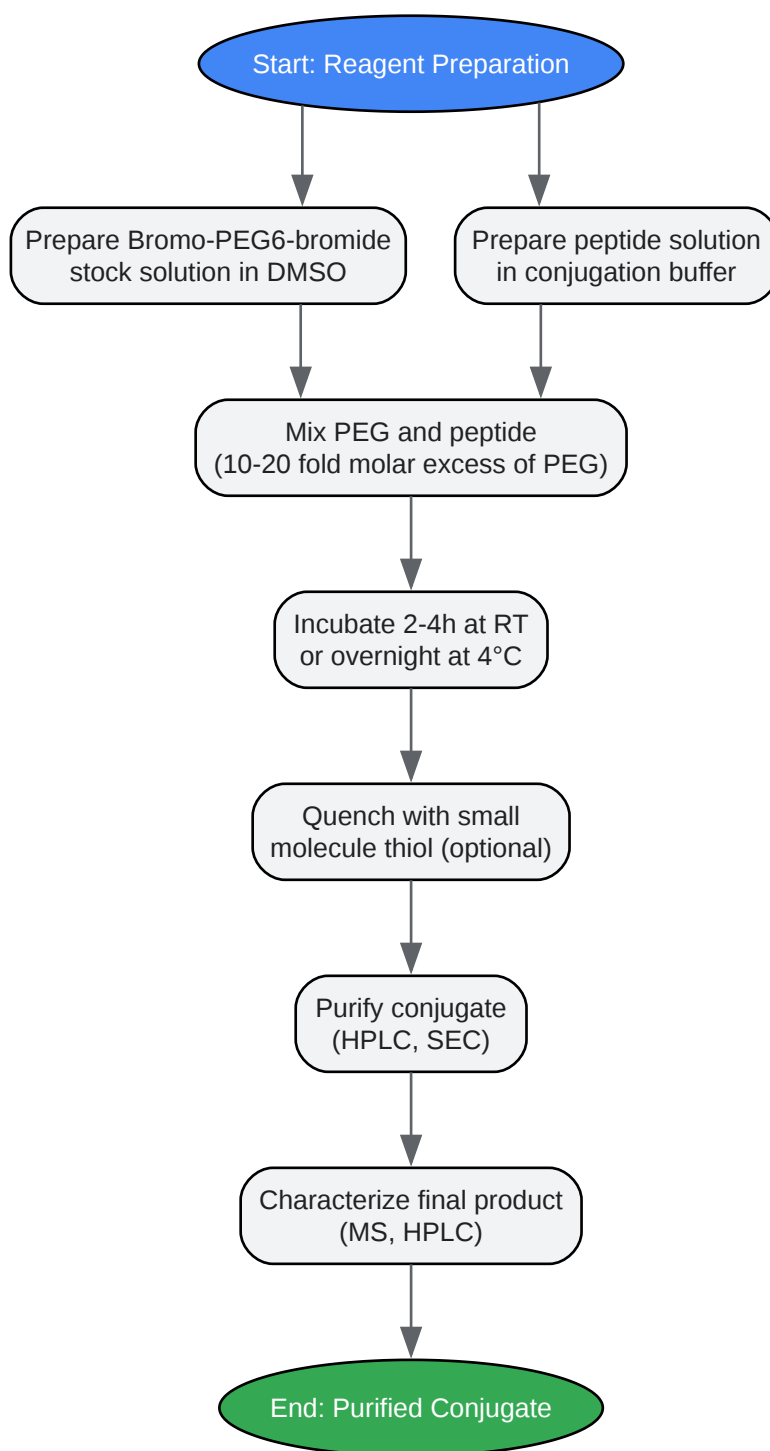 Start: Reagent Preparation
Prepare Bromo-PEG6-bromide
stock solution in DMSO
Prepare peptide solution
in conjugation buffer
Mix PEG and peptide
(10-20 fold molar excess of PEG)
Incubate 2-4h at RT
or overnight at 4°C
Quench with small
molecule thiol (optional)
Purify conjugate
(HPLC, SEC)
Characterize final product
(MS, HPLC)
End: Purified Conjugate